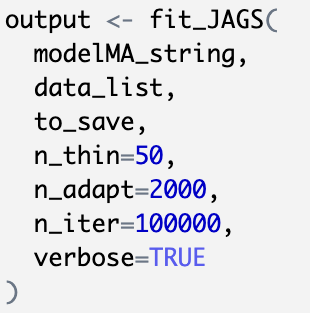 output <- fit_JAGS(
  modelMA_string,
  data_list,
  to_save,
  n_thin=50,
  n_adapt=2000,
  n_iter=100000,
  verbose=TRUE
)